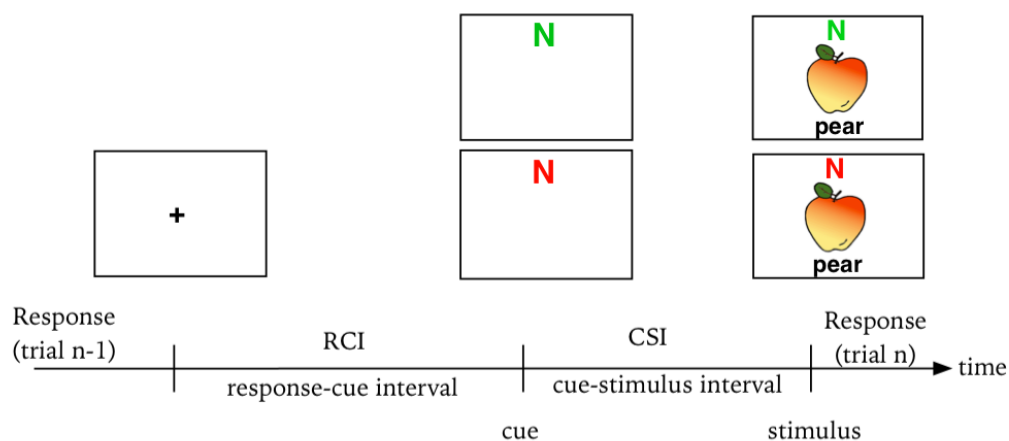 N
N
pear
N
N
pear
+
Response
(trial n-1)
RCI
response-cue interval
CSI
cue-stimulus interval
Response
(trial n)
time
cue
stimulus